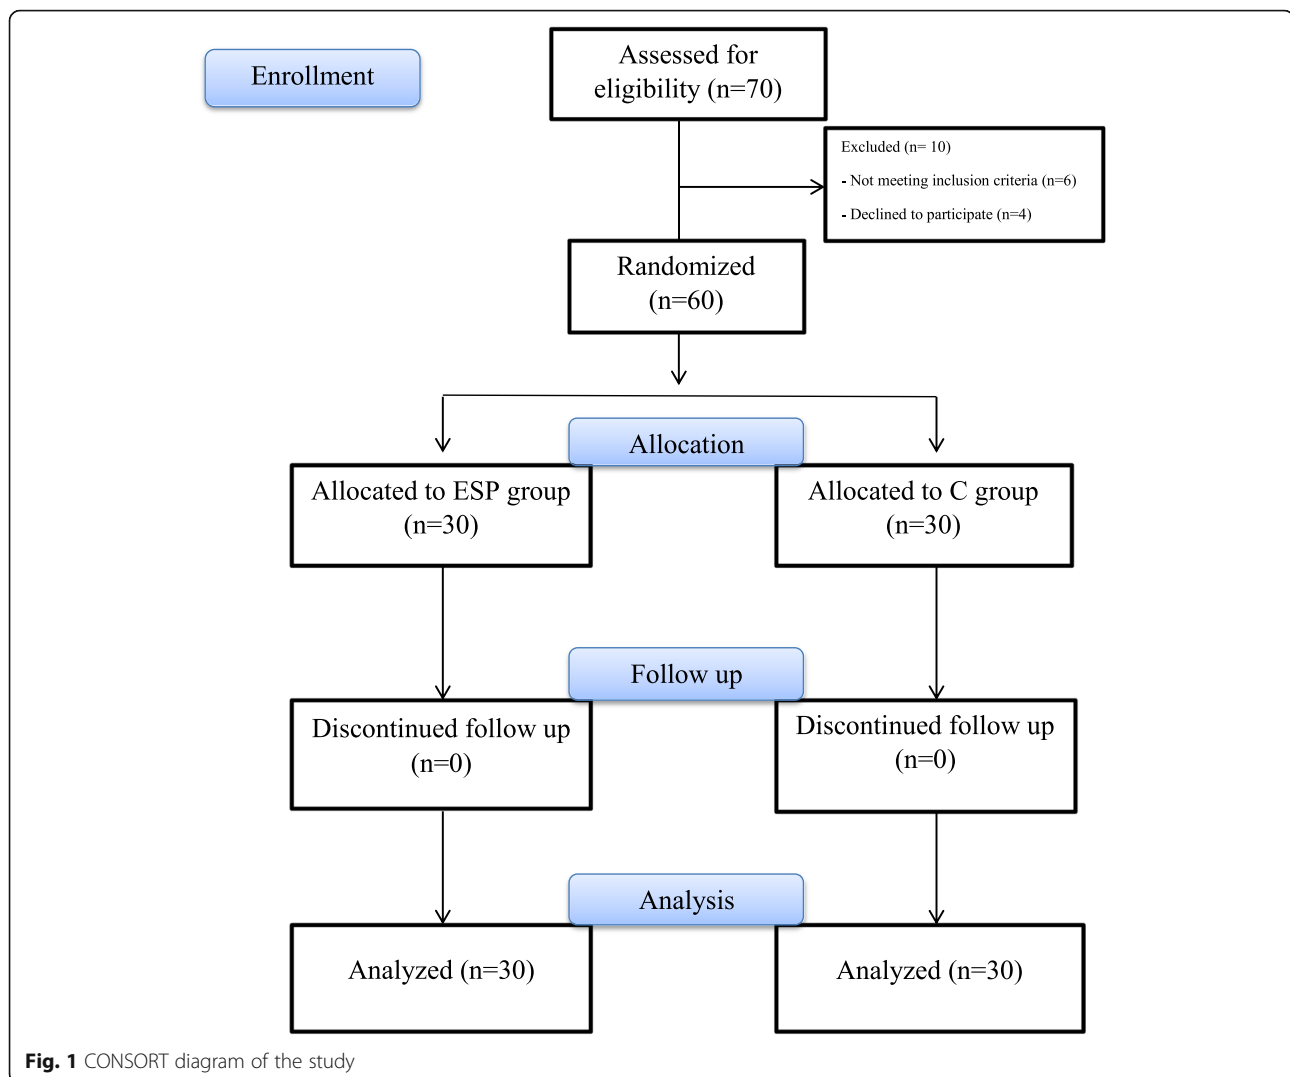 Enrollment
Assessed for
eligibility (n=70)
Excluded (n= 10)
- Not meeting inclusion criteria (n=6)
- Declined to participate (n=4)
Randomized
(n=60)
Allocation
Allocated to ESP group
(n=30)
Allocated to C group
(n=30)
Follow up
Discontinued follow up
(n=0)
Discontinued follow up
(n=0)
Analysis
Analyzed (n=30)
Analyzed (n=30)
Fig. 1 CONSORT diagram of the study